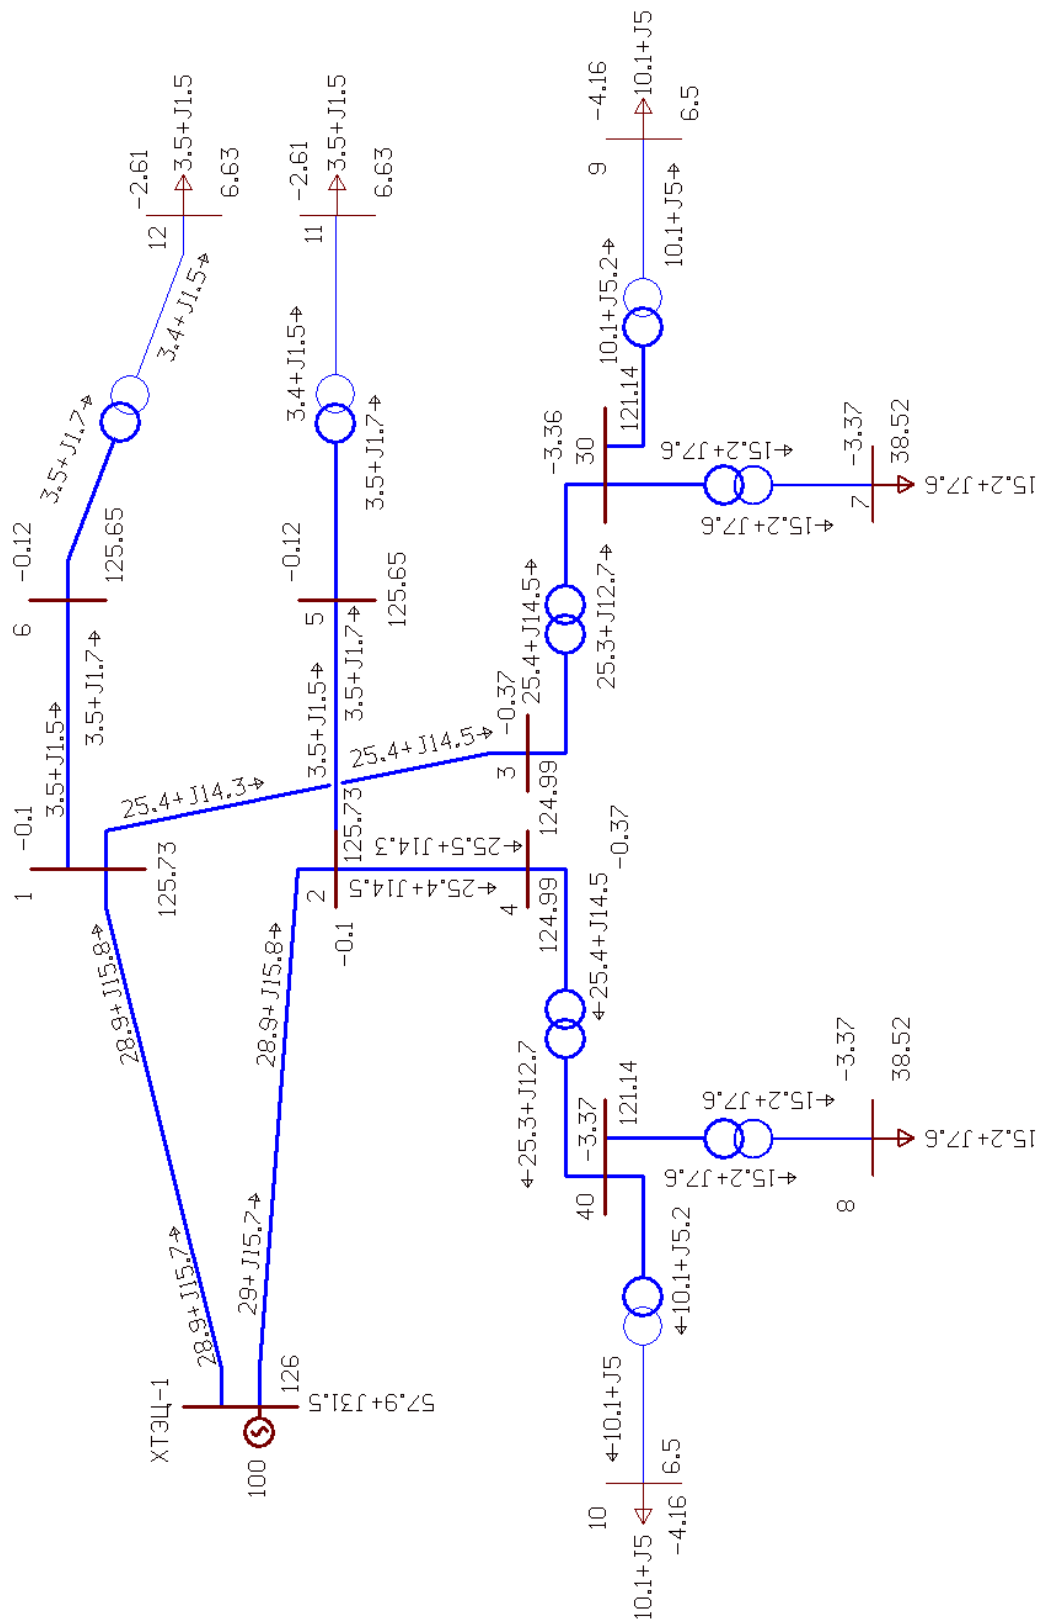 ХТЭЦ-1
100
126
57.9+J31.5
28.9+J15.7
28.9+J15.8
29+J15.7
28.9+J15.8
1
-0.1
125.73
3.5+J1.5
3.5+J1.7
6
-0.12
125.65
3.5+J1.7
3.4+J1.5
12
-2.61
3.5+J1.5
6.63
25.4+J14.3
25.4+J14.5
2
-0.1
125.73
3.5+J1.5
3.5+J1.7
5
-0.12
125.65
3.5+J1.7
3.4+J1.5
11
-2.61
3.5+J1.5
6.63
25.5+J14.3
25.4+J14.5
3
-0.37
124.99
25.4+J14.5
25.3+J12.7
4
-0.37
124.99
25.4+J14.5
25.3+J12.7
30
-3.36
121.14
10.1+J5.2
10.1+J5
9
-4.16
10.1+J5
6.5
15.2+J7.6
15.2+J7.6
7
-3.37
38.52
15.2+J7.6
40
-3.37
121.14
10.1+J5.2
10.1+J5
10
-4.16
10.1+J5
6.5
15.2+J7.6
15.2+J7.6
8
-3.37
38.52
15.2+J7.6